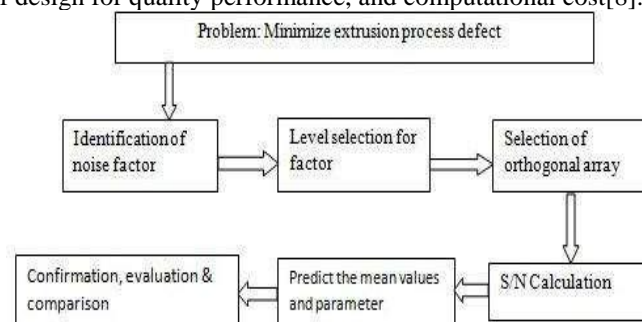 design for quality performance, and computational cost[8].
Problem: Minimize extrusion process defect
Identification of
noise factor
Level selection for
factor
Selection of
orthogonal array
S/N Calculation
Predict the mean values
and parameter
Confirmation, evaluation &
comparison